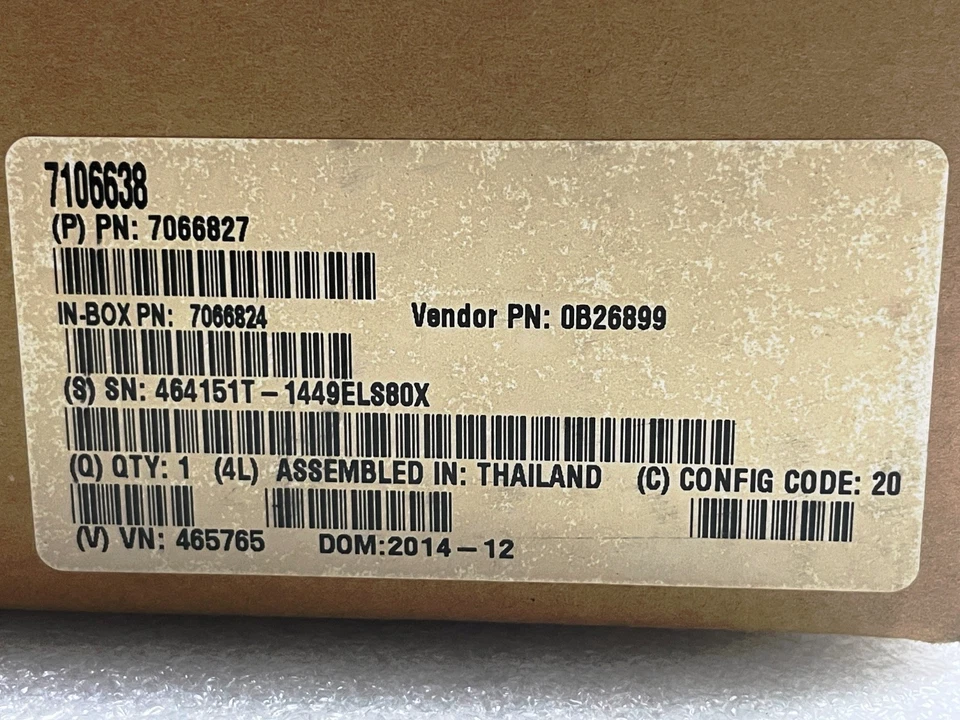 7106638
(P) PN: 7066827
IN-BOX PN: 7066824 Vendor PN: 0B26899
(S) SN: 464151T – 1449ELS80X
(Q) QTY: 1 (4L) ASSEMBLED IN: THAILAND (C) CONFIG CODE: 20
(V) VN: 465765 DOM:2014 – 12